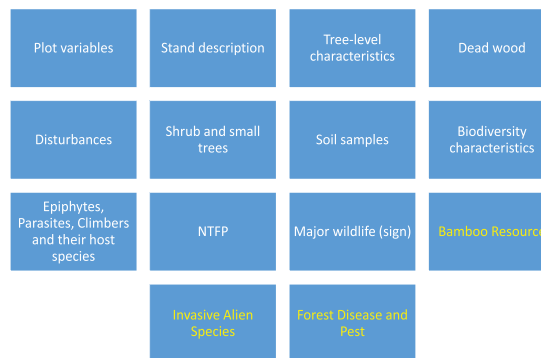 Plot variables
Stand description
Tree-level
characteristics
Dead wood
Disturbances
Shrub and small
trees
Soil samples
Biodiversity
characteristics
Epiphytes,
Parasites, Climbers
and their host
species
NTFP
Major wildlife (sign)
Bamboo Resource
Invasive Alien
Species
Forest Disease and
Pest